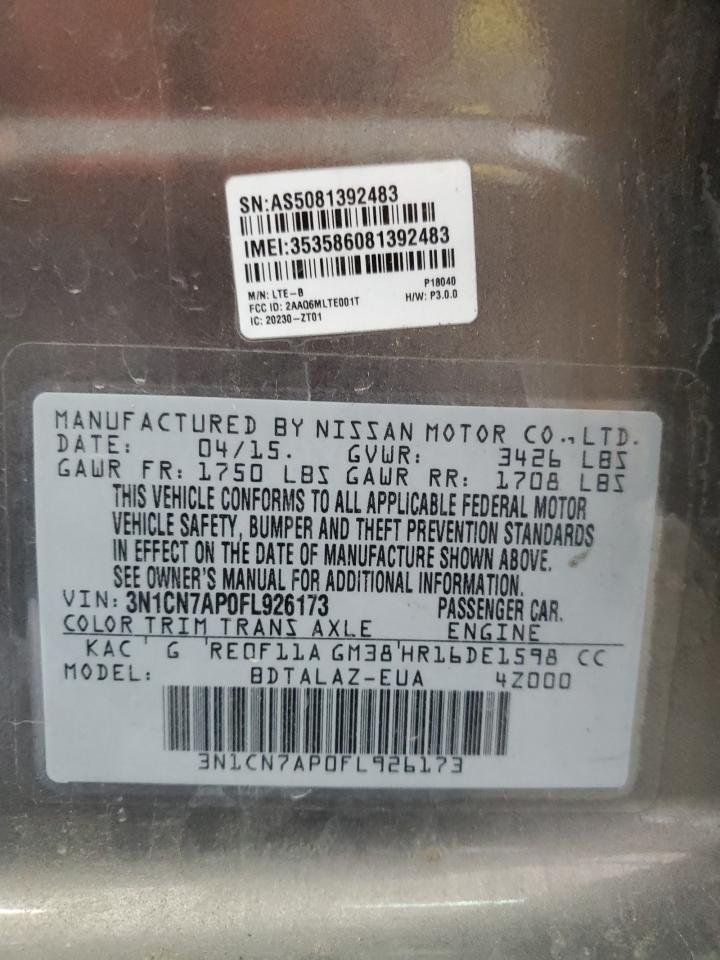 SN:AS5081392483
IMEI:353586081392483
M/N: LTE-B P18040
FCC ID: 2AAQ6MLTE001T H/W: P3.0.0
IC: 20230-ZT01
MANUFACTURED BY NISSAN MOTOR CO., LTD.
DATE: 04/15. GVWR: 3426 LBS
GAWR FR: 1750 LBS GAWR RR: 1708 LBS
THIS VEHICLE CONFORMS TO ALL APPLICABLE FEDERAL MOTOR
VEHICLE SAFETY, BUMPER AND THEFT PREVENTION STANDARDS
IN EFFECT ON THE DATE OF MANUFACTURE SHOWN ABOVE.
SEE OWNER'S MANUAL FOR ADDITIONAL INFORMATION.
VIN: 3N1CN7AP0FL926173 PASSENGER CAR.
COLOR TRIM TRANS AXLE ENGINE
KAC G RE0F11A GM38 HR16DE1598 CC
MODEL: BDTALAZ-EUA 4Z000
3N1CN7AP0FL926173